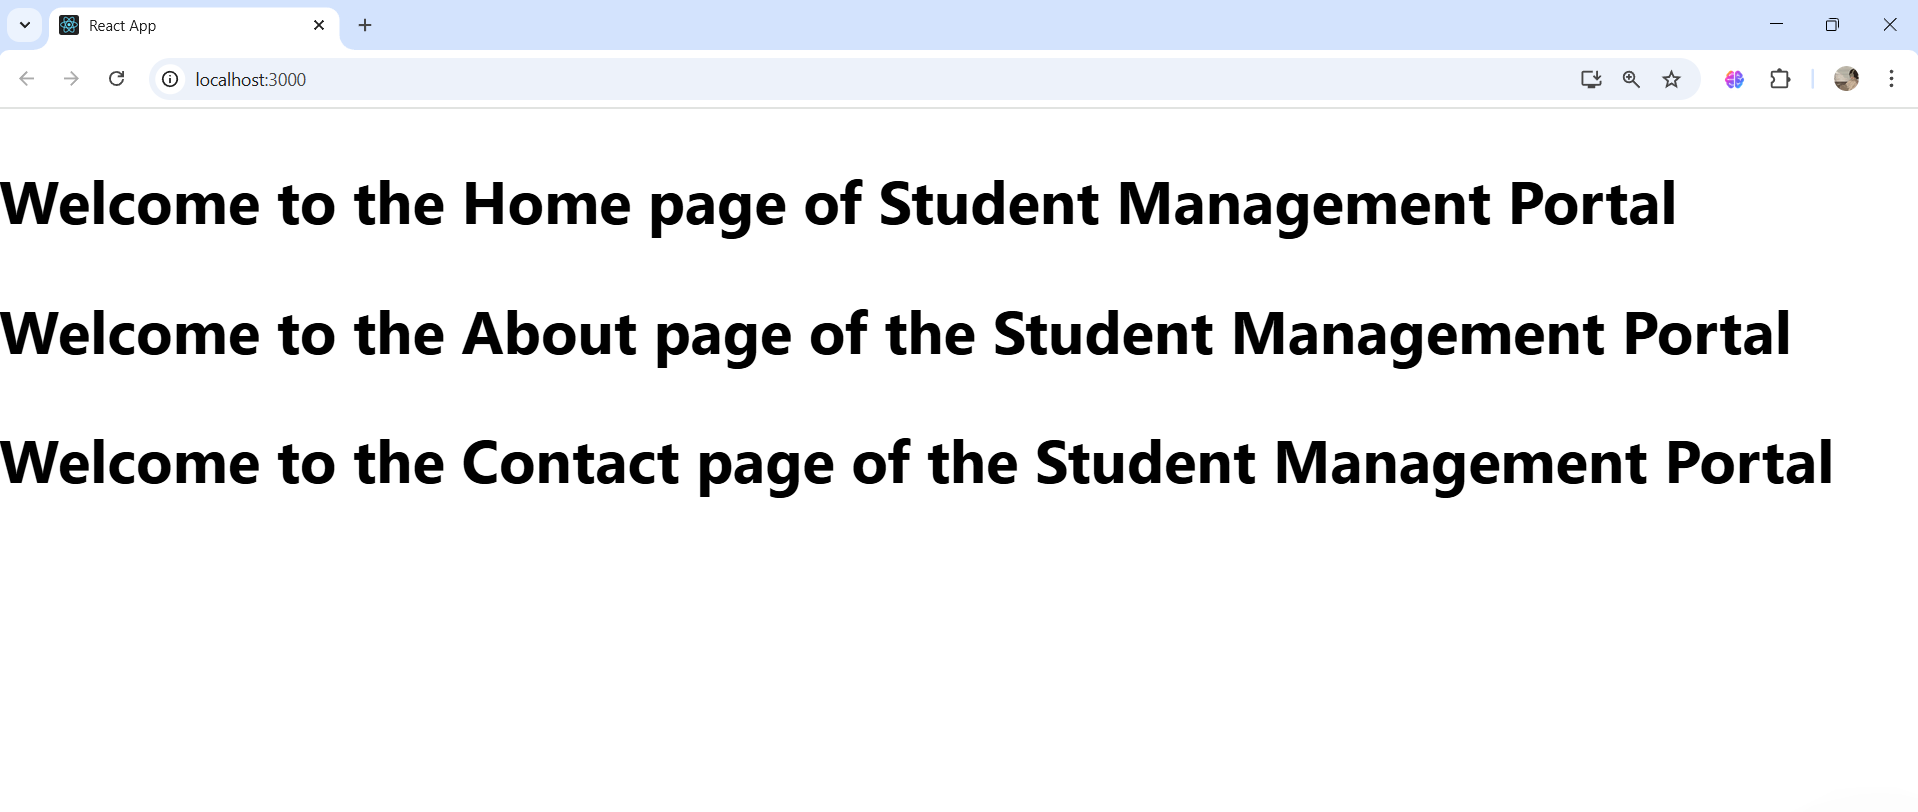 React App
localhost:3000
Welcome to the Home page of Student Management Portal
Welcome to the About page of the Student Management Portal
Welcome to the Contact page of the Student Management Portal